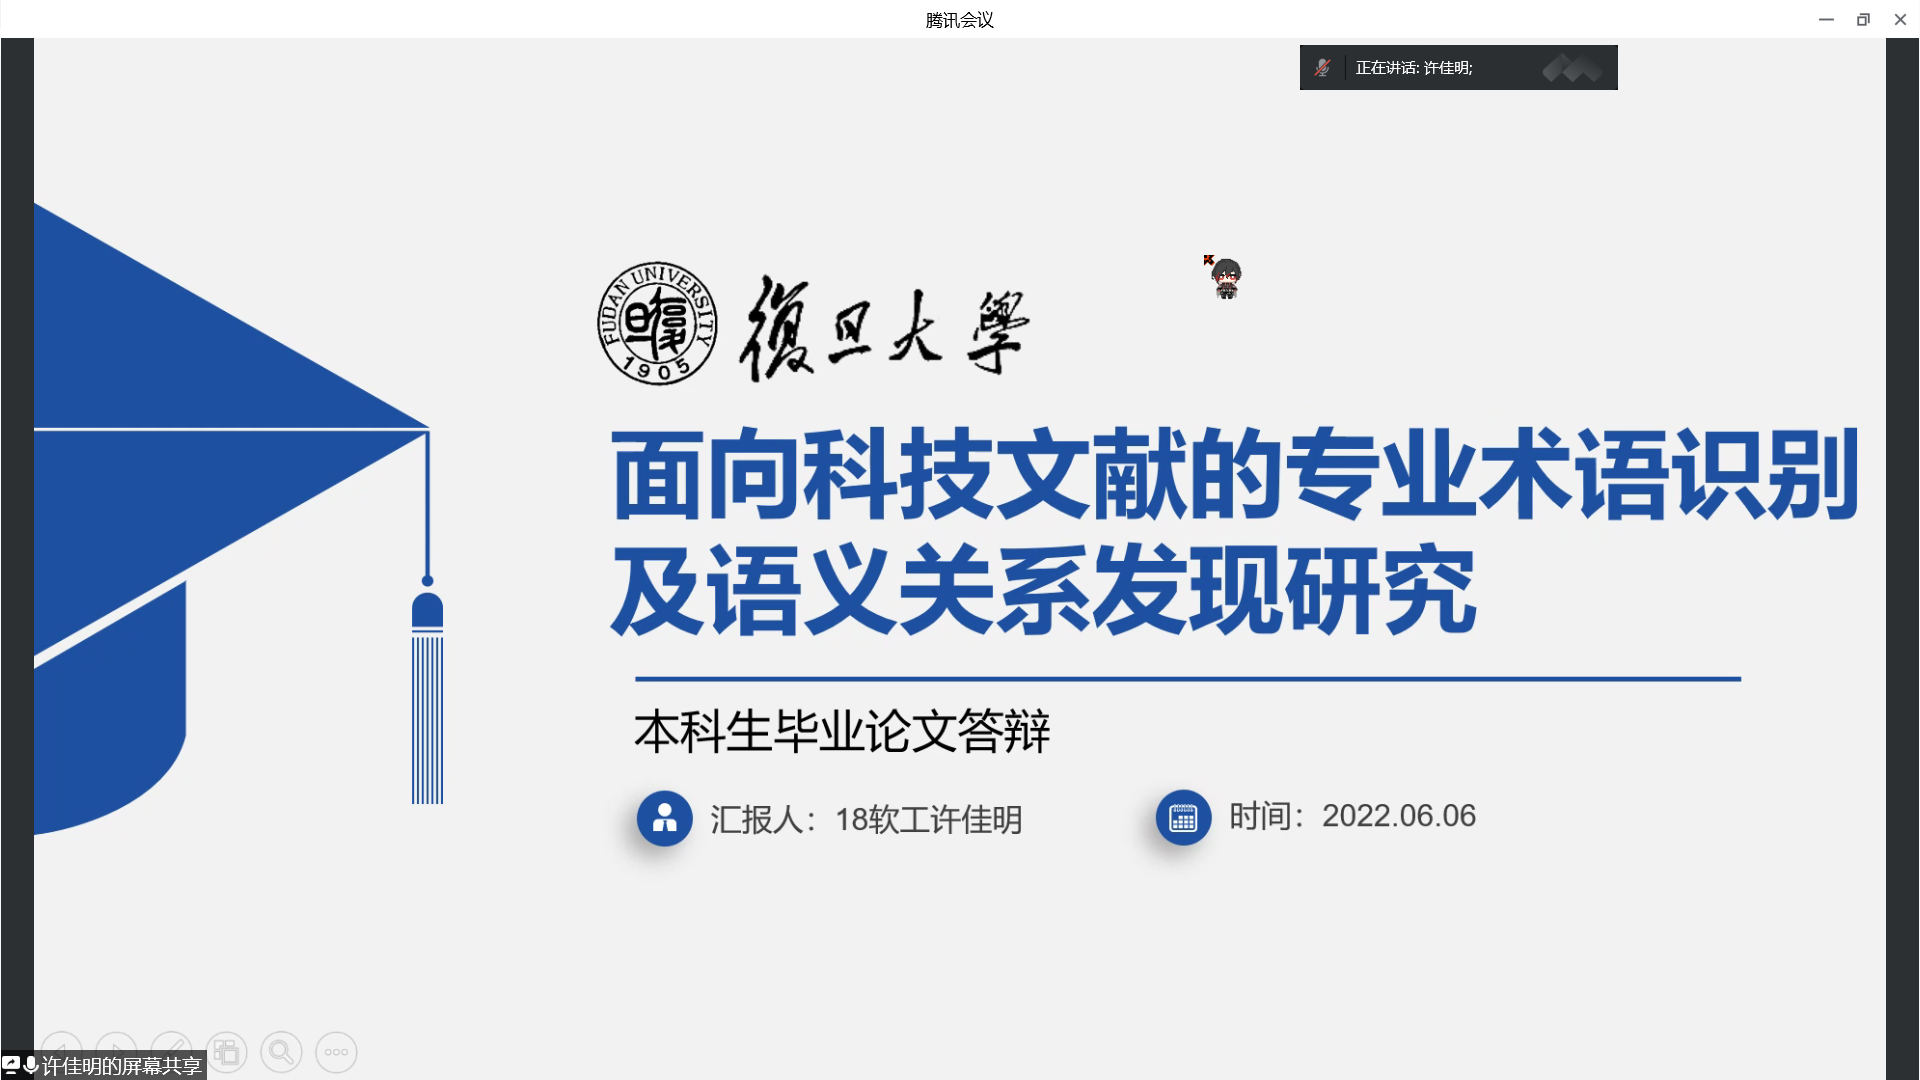 腾讯会议
正在讲话: 许佳明;
FUDAN UNIVERSITY
1905
復旦大學
面向科技文献的专业术语识别
及语义关系发现研究
本科生毕业论文答辩
汇报人：18软工许佳明
时间：2022.06.06
许佳明的屏幕共享